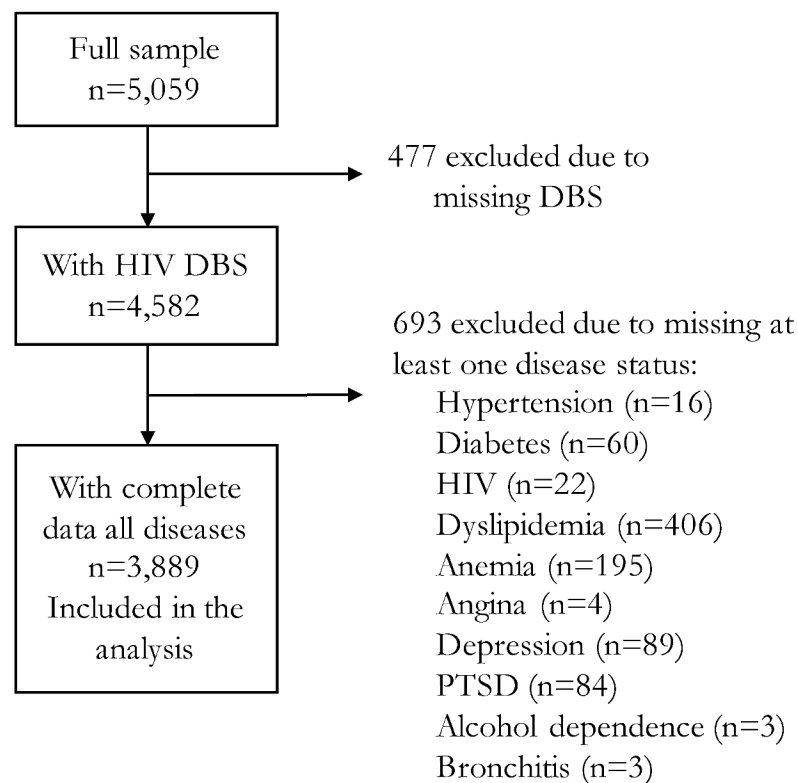 Full sample
n=5,059
477 excluded due to
missing DBS
With HIV DBS
n=4,582
693 excluded due to missing at
least one disease status:
Hypertension (n=16)
Diabetes (n=60)
HIV (n=22)
Dyslipidemia (n=406)
Anemia (n=195)
Angina (n=4)
Depression (n=89)
PTSD (n=84)
Alcohol dependence (n=3)
Bronchitis (n=3)
With complete
data all diseases
n=3,889
Included in the
analysis